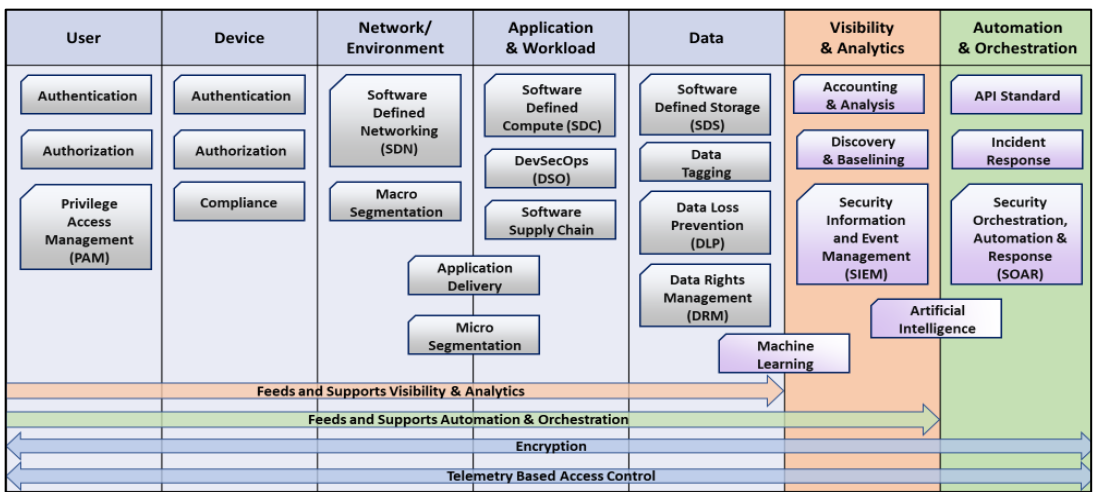 User
Device
Network/
Environment
Application
& Workload
Data
Visibility
& Analytics
Automation
& Orchestration
Authentication
Authorization
Privilege
Access
Management
(PAM)
Authentication
Authorization
Compliance
Software
Defined
Networking
(SDN)
Macro
Segmentation
Application
Delivery
Micro
Segmentation
Software
Defined
Compute (SDC)
DevSecOps
(DSO)
Software
Supply Chain
Software
Defined Storage
(SDS)
Data
Tagging
Data Loss
Prevention
(DLP)
Data Rights
Management
(DRM)
Machine
Learning
Accounting
& Analysis
Discovery
& Baselining
Security
Information
and Event
Management
(SIEM)
Artificial
Intelligence
API Standard
Incident
Response
Security
Orchestration,
Automation &
Response
(SOAR)
Feeds and Supports Visibility & Analytics
Feeds and Supports Automation & Orchestration
Encryption
Telemetry Based Access Control